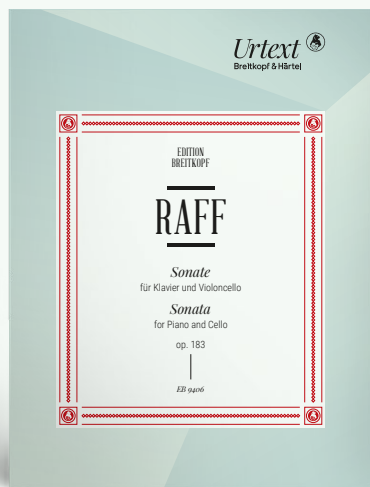 Urtext
Breitkopf & Härtel
EDITION
BREITKOPF
RAFF
Sonate
für Klavier und Violoncello
Sonata
for Piano and Cello
op. 183
EB 9406